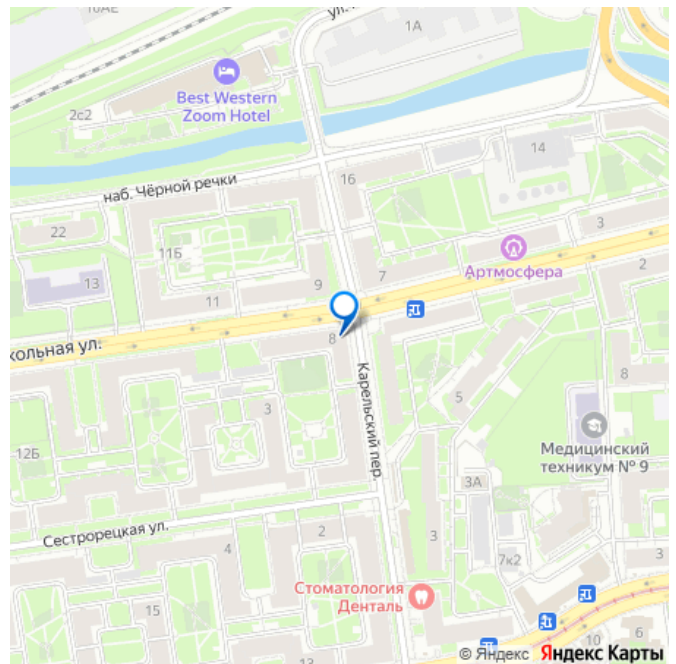 16АЕ
ул.
1А
Best Western
Zoom Hotel
2с2
14
наб. Чёрной речки
16
22
3
11Б
Артмосфера
7
2
13
9
11
кольная ул.
8
8
Карельский пер.
5
3
12Б
Медицинский
техникум № 9
3А
Сестрорецкая ул.
2
3
4
7к2
3
Стоматология
Денталь
15
10
6
13
© Яндекс Яндекс Карты